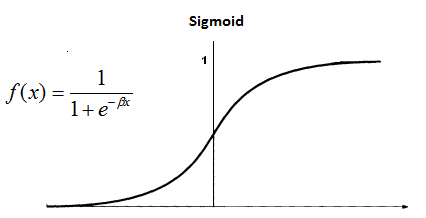 Sigmoid
1
f(x) = 1 / (1 + e^{-βx})